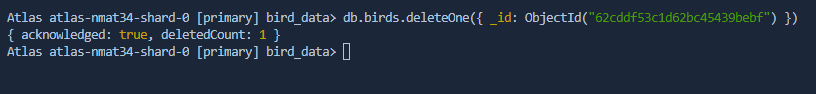 Atlas atlas-nmat34-shard-0 [primary] bird_data> db.birds.deleteOne({ _id: ObjectId("62cddf53c1d62bc45439bebf") })
{ acknowledged: true, deletedCount: 1 }
Atlas atlas-nmat34-shard-0 [primary] bird_data>